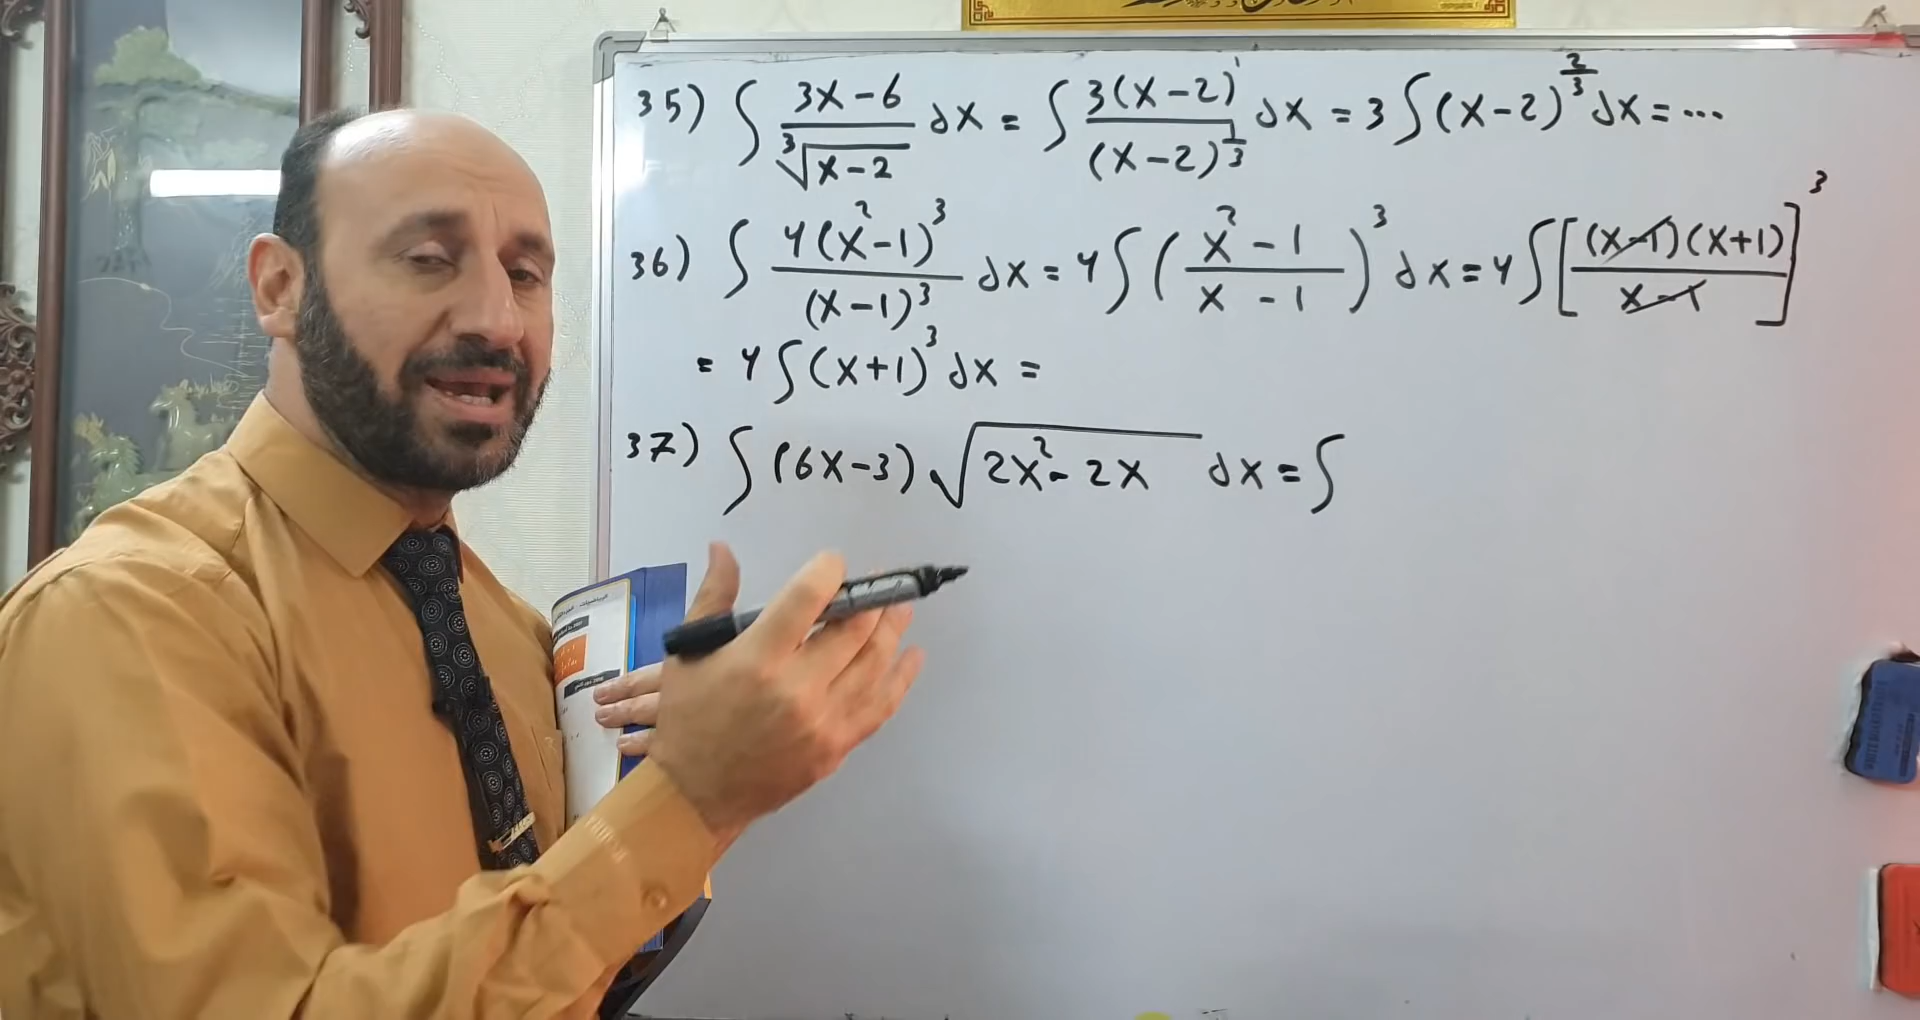 35) ∫ 3x-6 / ∛(x-2) dx = ∫ 3(x-2)¹ / (x-2)^(1/3) dx = 3 ∫ (x-2)^(2/3) dx = ...
36) ∫ 4(x²-1)³ / (x-1)³ dx = 4 ∫ ( x²-1 / x-1 )³ dx = 4 ∫ [ (x-1)(x+1) / x-1 ]³
= 4 ∫ (x+1)³ dx =
37) ∫ (6x-3) √(2x²-2x) dx = ∫